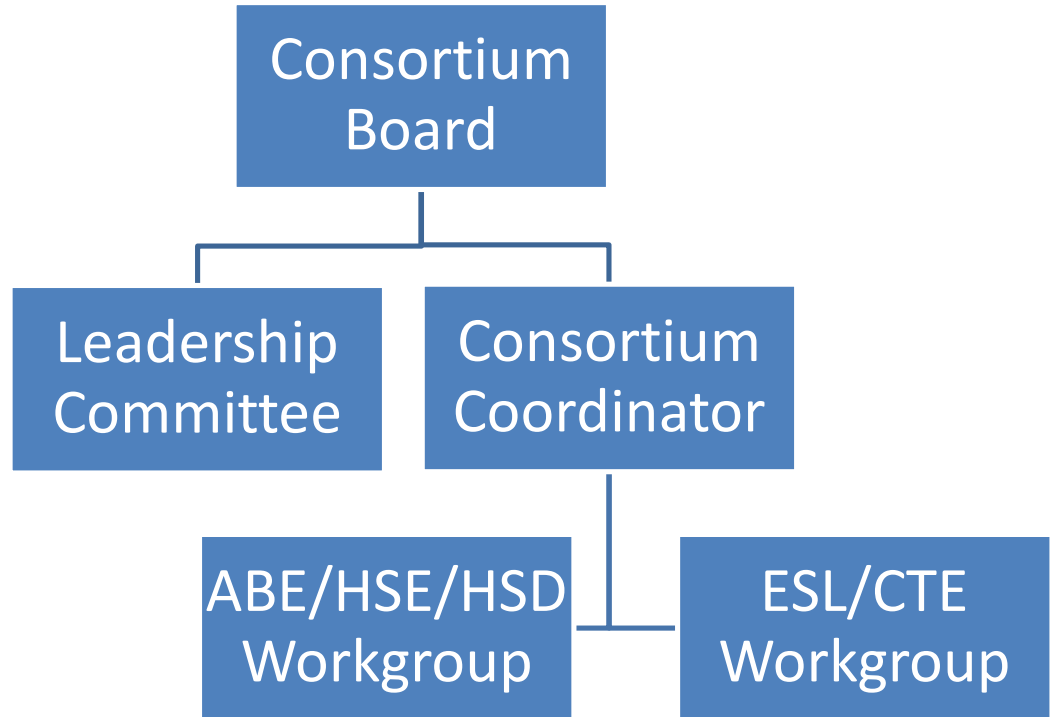 Consortium
Board
Leadership
Committee
Consortium
Coordinator
ABE/HSE/HSD
Workgroup
ESL/CTE
Workgroup